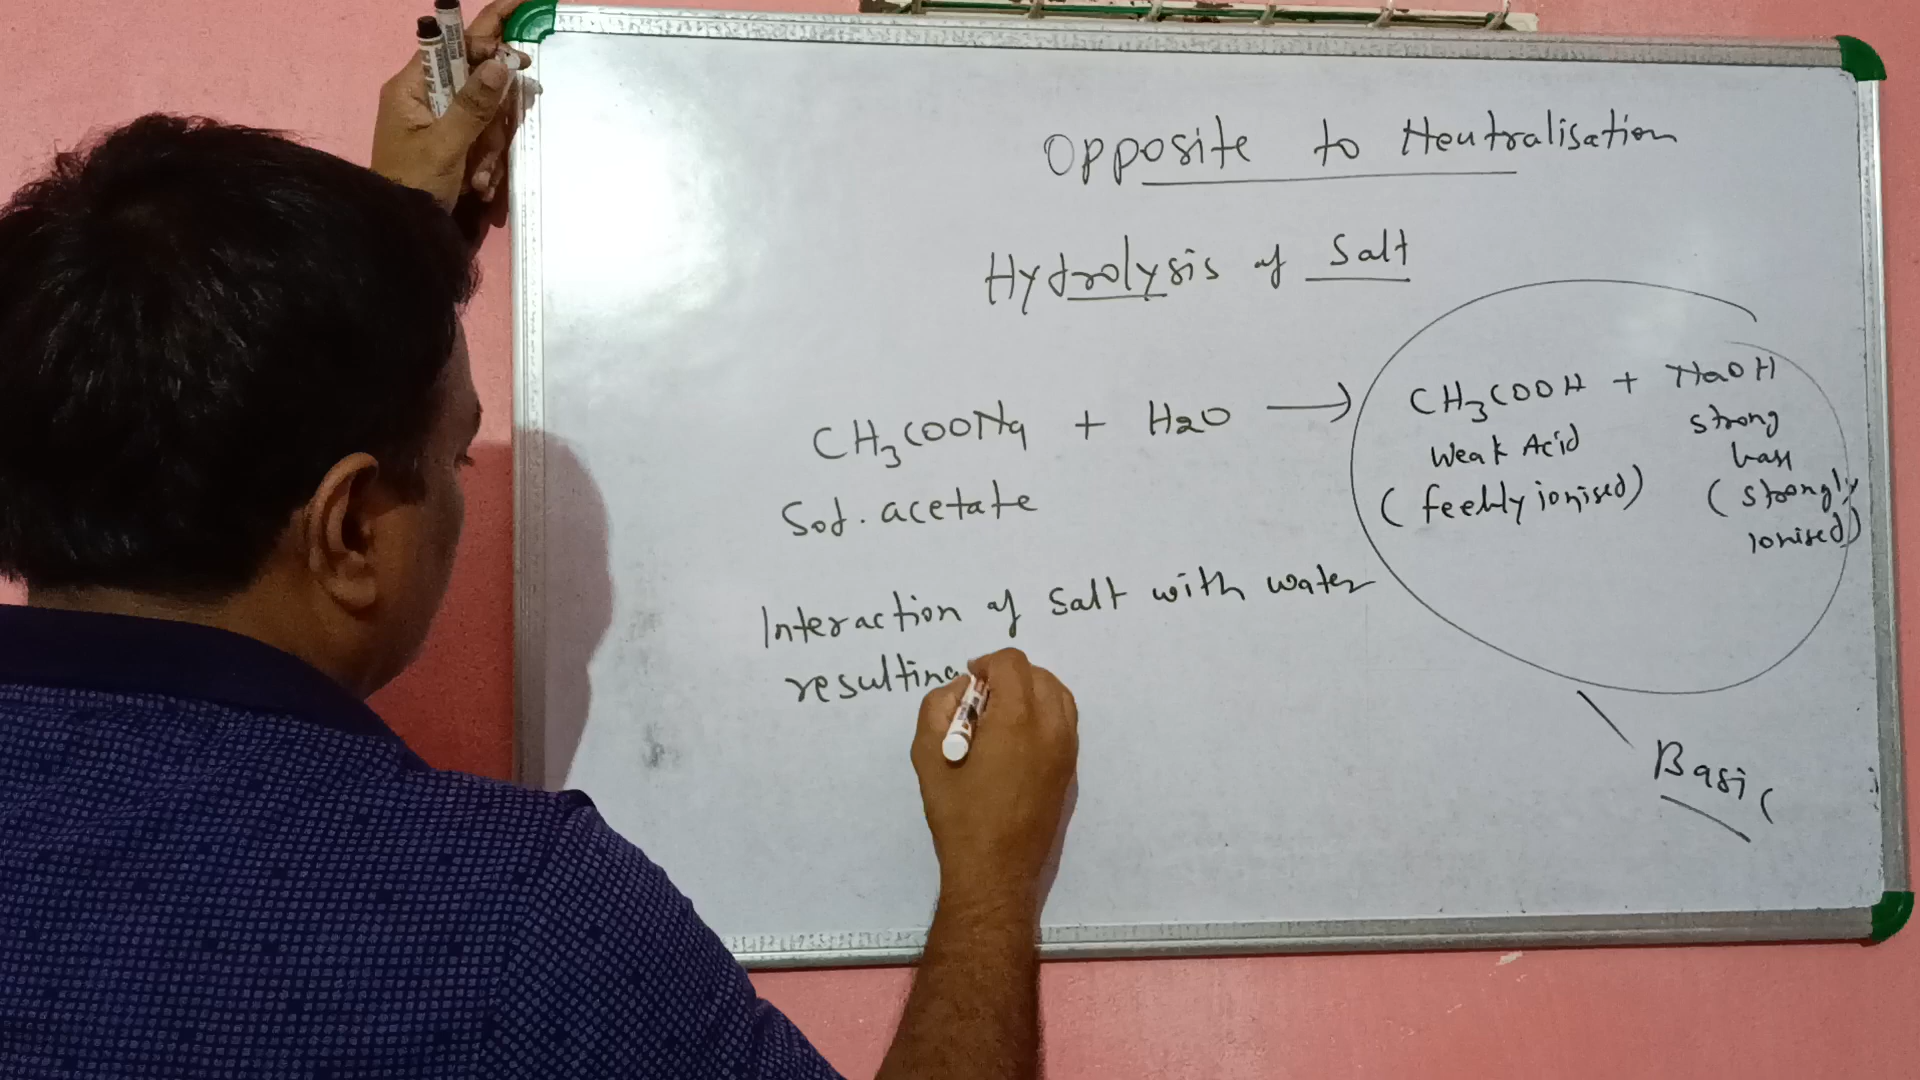 Opposite to Neutralisation
Hydrolysis of Salt
CH3COONa + H2O → CH3COOH + NaOH
Sod. acetate
Weak Acid
(feebly ionised)
strong
base
(strongly
ionised)
Interaction of salt with water
resulting
Basic